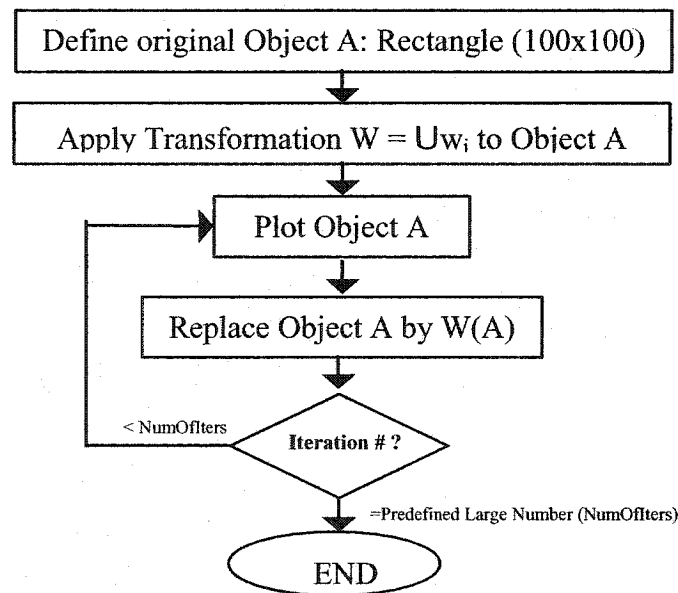 Define original Object A: Rectangle (100x100)
Apply Transformation W = ∪wᵢ to Object A
Plot Object A
Replace Object A by W(A)
< NumOfIters
Iteration # ?
=Predefined Large Number (NumOfIters)
END